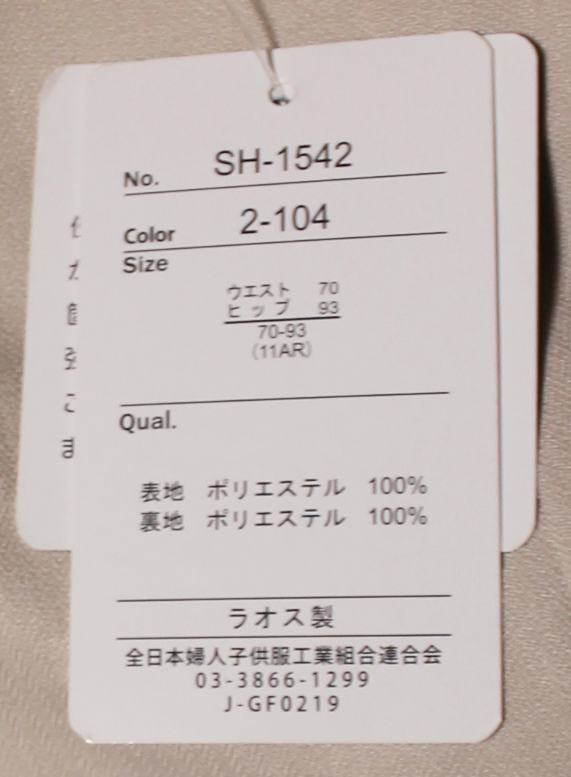 No. SH-1542
Color 2-104
Size
ウエスト 70
ヒップ 93
70-93
(11AR)
Qual.
表地 ポリエステル 100%
裏地 ポリエステル 100%
ラオス製
全日本婦人子供服工業組合連合会
03-3866-1299
J-GF0219